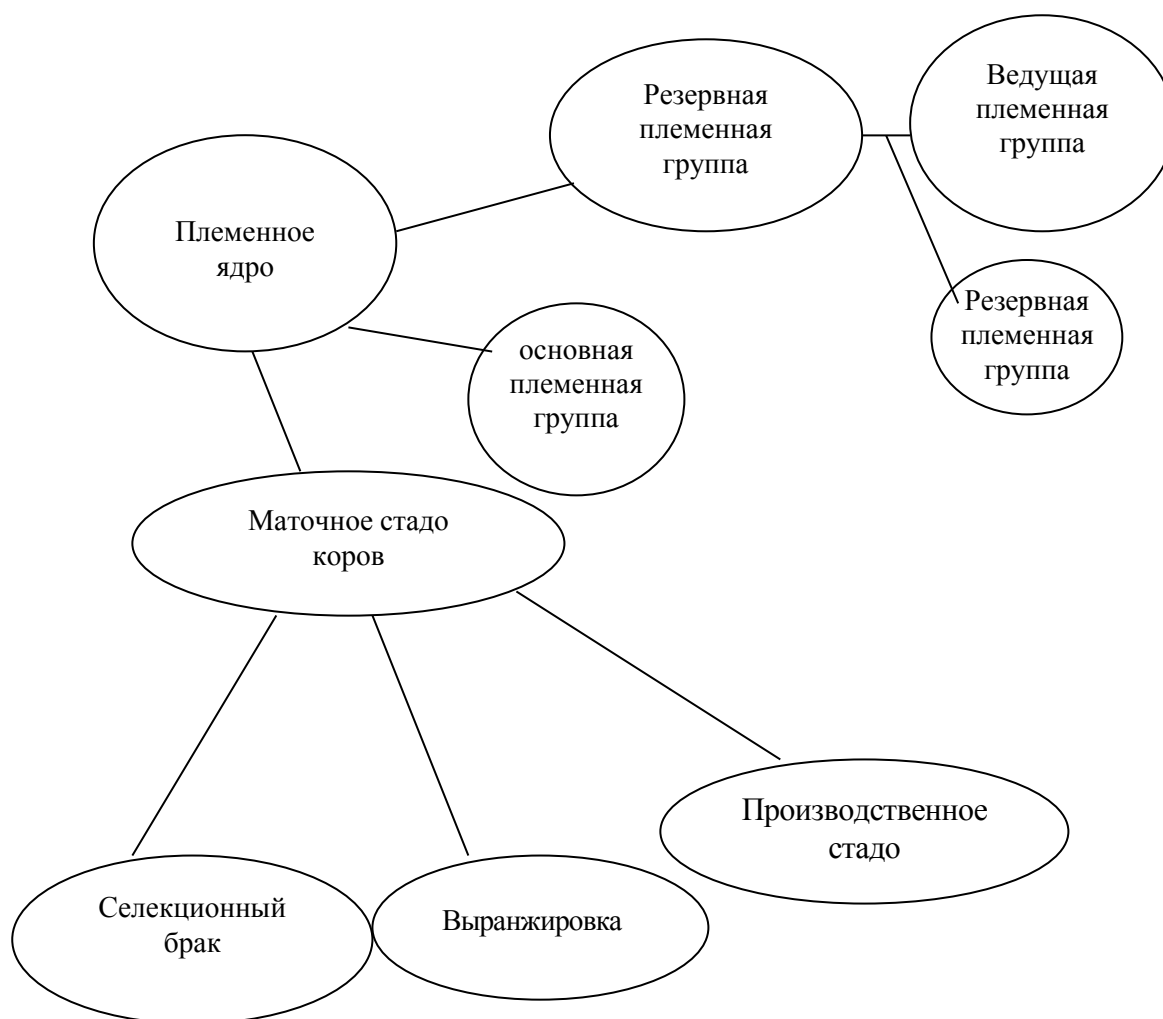 Резервная
племенная
группа
Ведущая
племенная
группа
Племенное
ядро
Резервная
племенная
группа
основная
племенная
группа
Маточное стадо
коров
Производственное
стадо
Селекционный
брак
Выранжировка